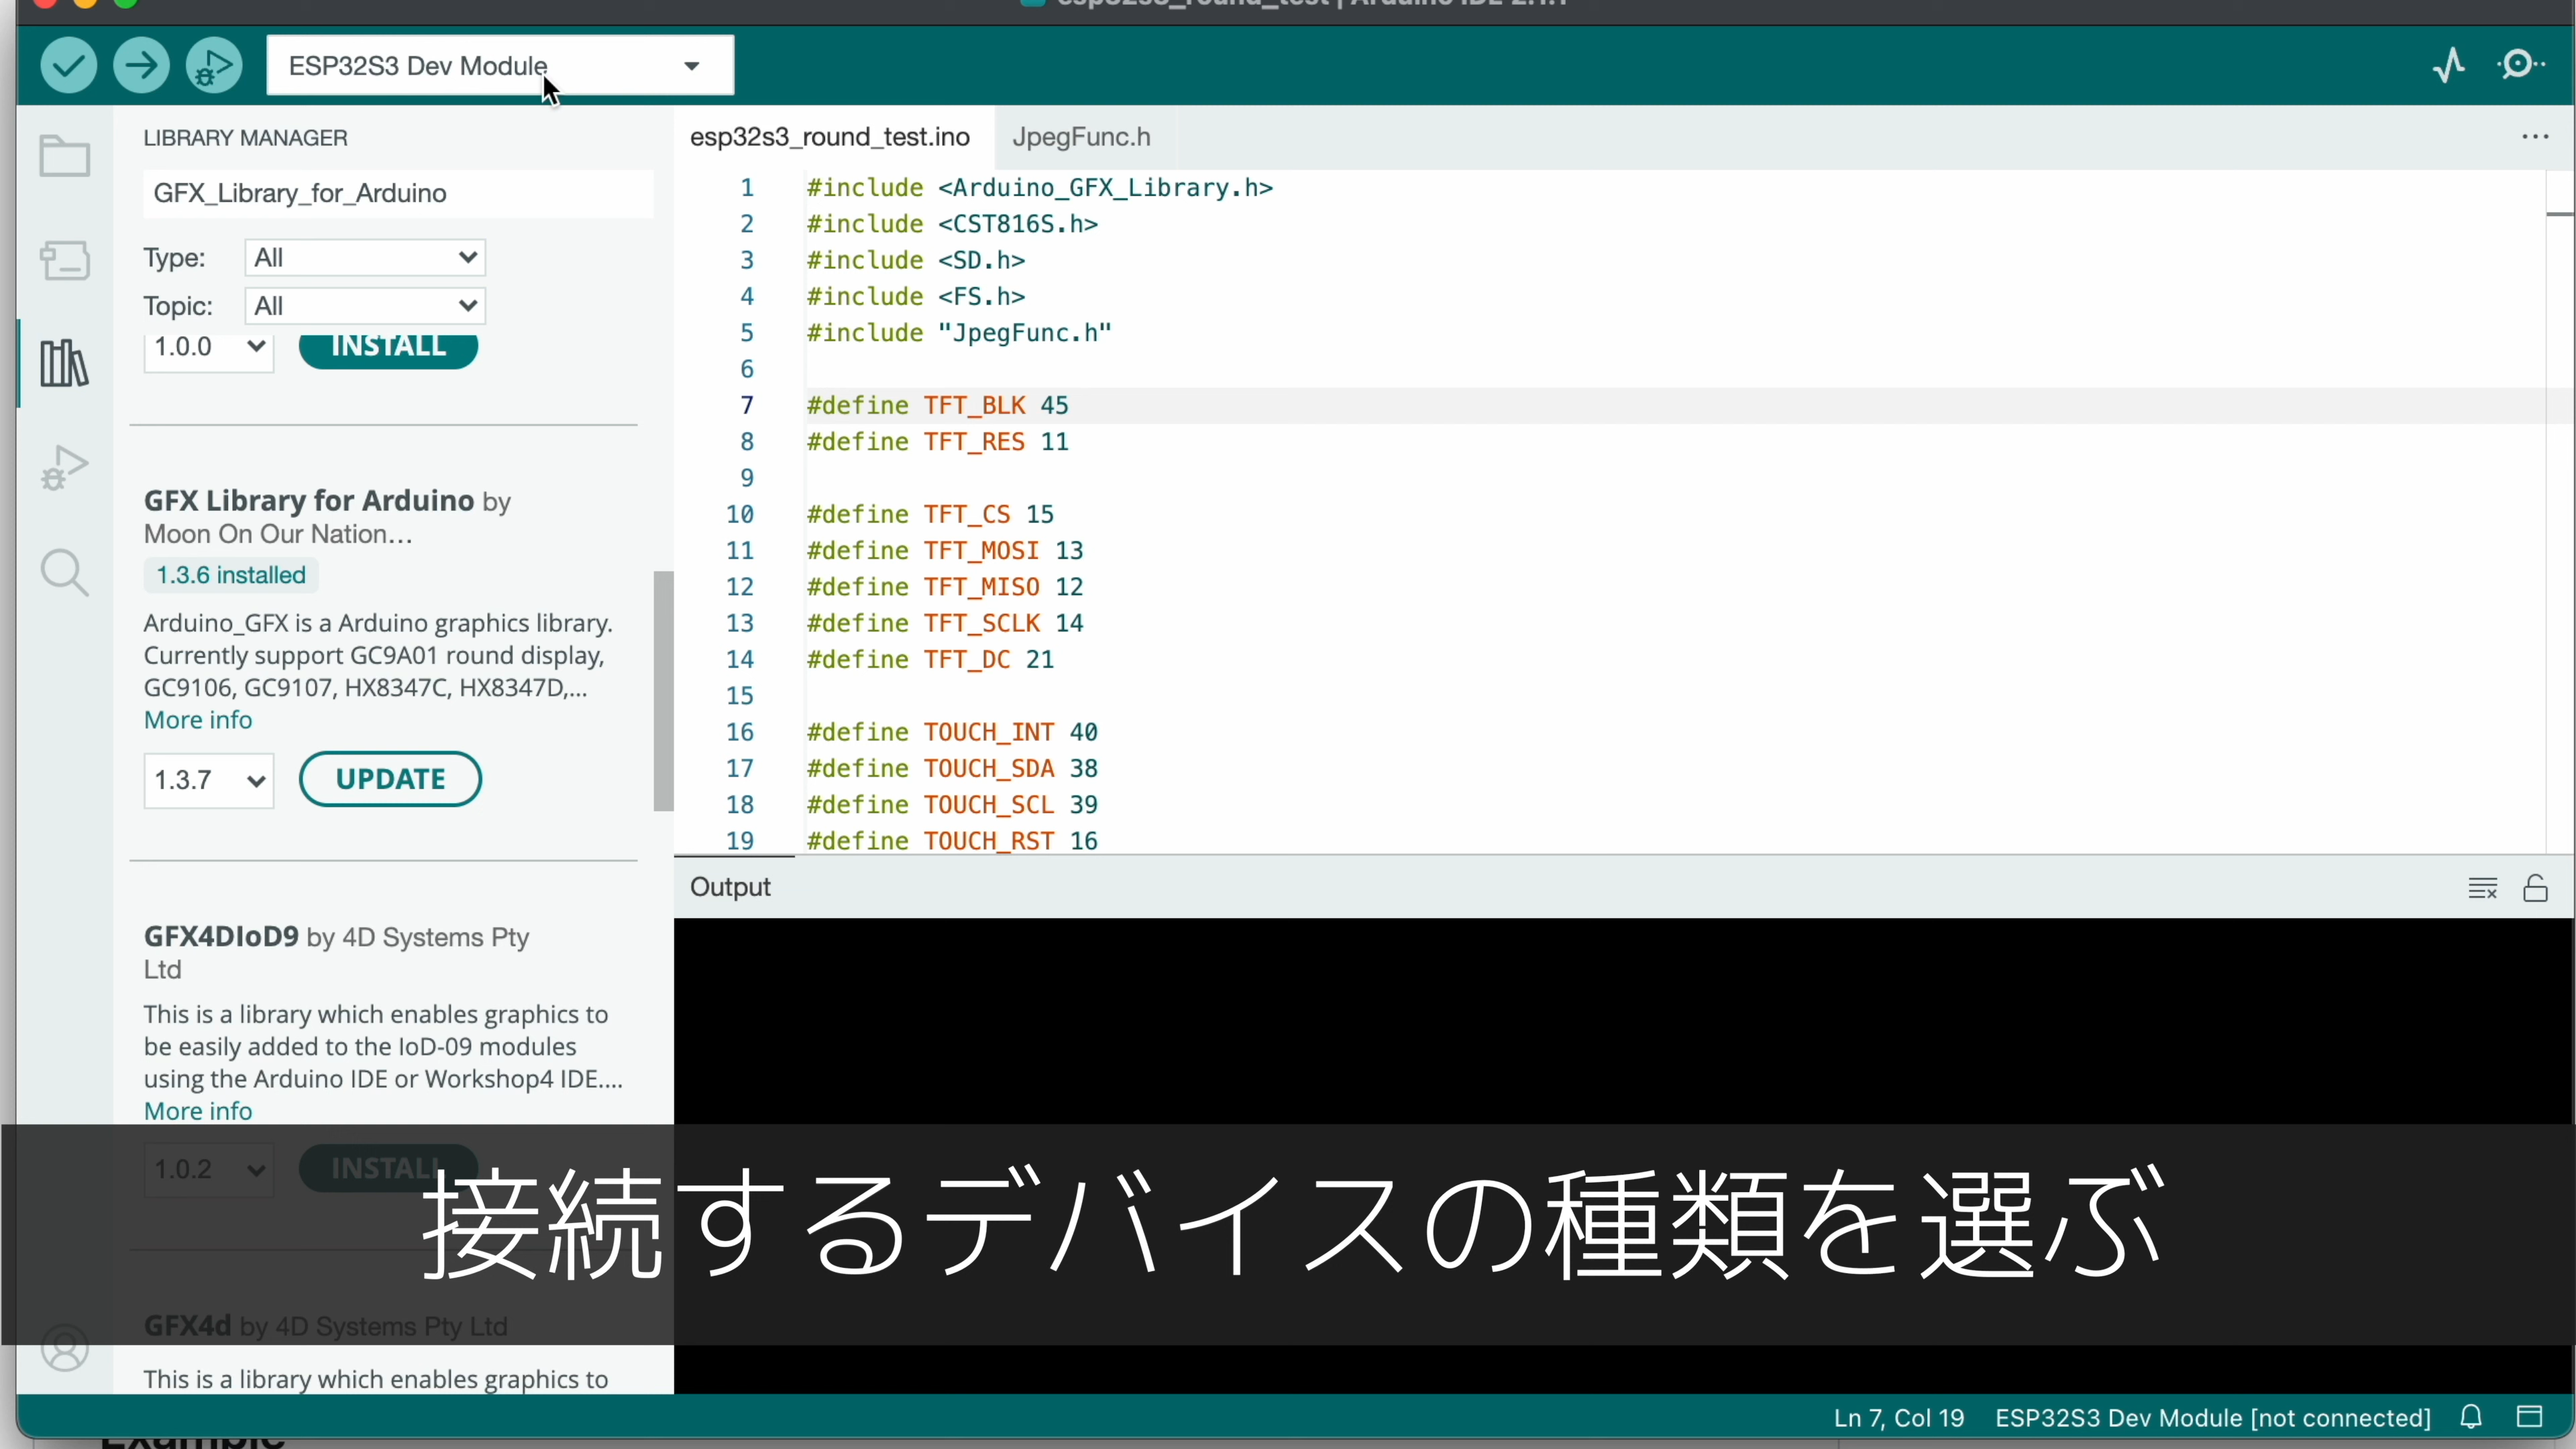 esp32s3_round_test | Arduino IDE 2.1.1
ESP32S3 Dev Module
LIBRARY MANAGER
GFX_Library_for_Arduino
Type: All
Topic: All
1.0.0 INSTALL
GFX Library for Arduino by
Moon On Our Nation…
1.3.6 installed
Arduino_GFX is a Arduino graphics library.
Currently support GC9A01 round display,
GC9106, GC9107, HX8347C, HX8347D,...
More info
1.3.7 UPDATE
GFX4DIoD9 by 4D Systems Pty
Ltd
This is a library which enables graphics to
be easily added to the IoD-09 modules
using the Arduino IDE or Workshop4 IDE....
More info
1.0.2 INSTALL
GFX4d by 4D Systems Pty Ltd
This is a library which enables graphics to
esp32s3_round_test.ino JpegFunc.h
1 #include <Arduino_GFX_Library.h>
2 #include <CST816S.h>
3 #include <SD.h>
4 #include <FS.h>
5 #include "JpegFunc.h"
6
7 #define TFT_BLK 45
8 #define TFT_RES 11
9
10 #define TFT_CS 15
11 #define TFT_MOSI 13
12 #define TFT_MISO 12
13 #define TFT_SCLK 14
14 #define TFT_DC 21
15
16 #define TOUCH_INT 40
17 #define TOUCH_SDA 38
18 #define TOUCH_SCL 39
19 #define TOUCH_RST 16
Output
接続するデバイスの種類を選ぶ
Ln 7, Col 19 ESP32S3 Dev Module [not connected]
Example